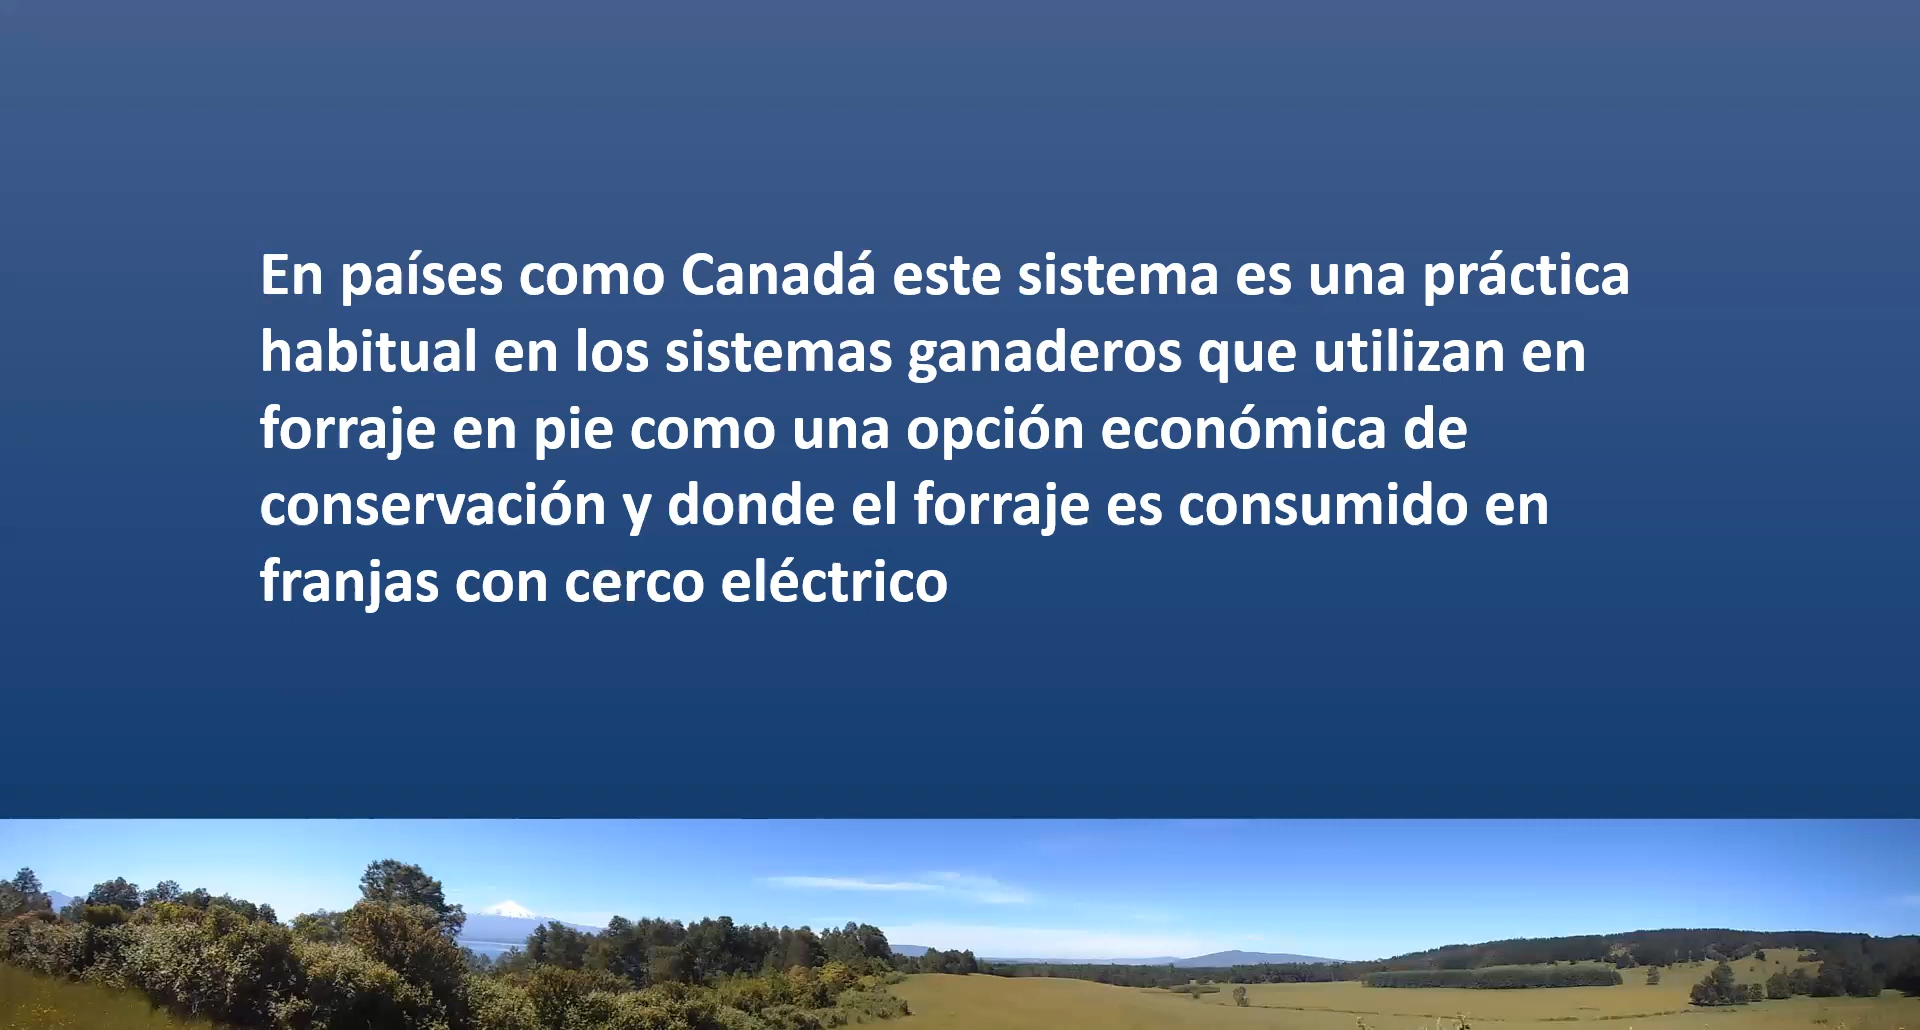 En países como Canadá este sistema es una práctica
habitual en los sistemas ganaderos que utilizan en
forraje en pie como una opción económica de
conservación y donde el forraje es consumido en
franjas con cerco eléctrico